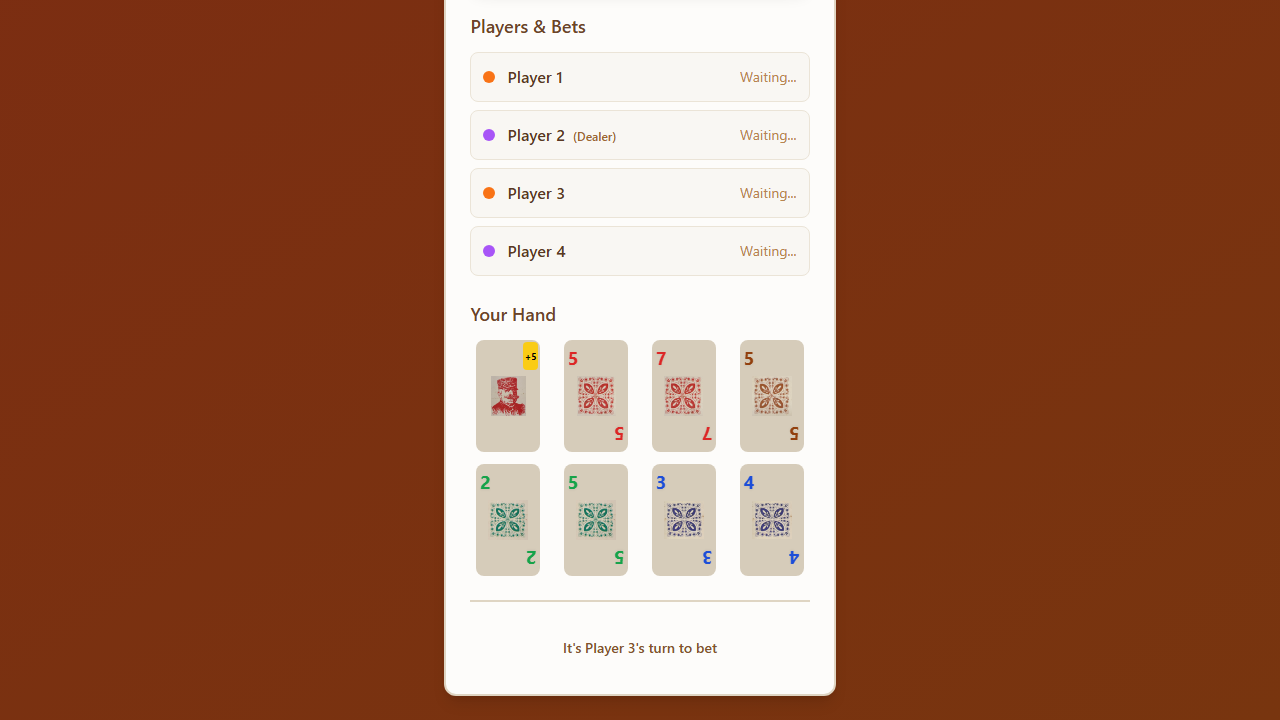 Players & Bets
Player 1 Waiting...
Player 2 (Dealer) Waiting...
Player 3 Waiting...
Player 4 Waiting...
Your Hand
+5 5 7 5
5 7 5
2 5 3 4
2 5 3 4
It's Player 3's turn to bet